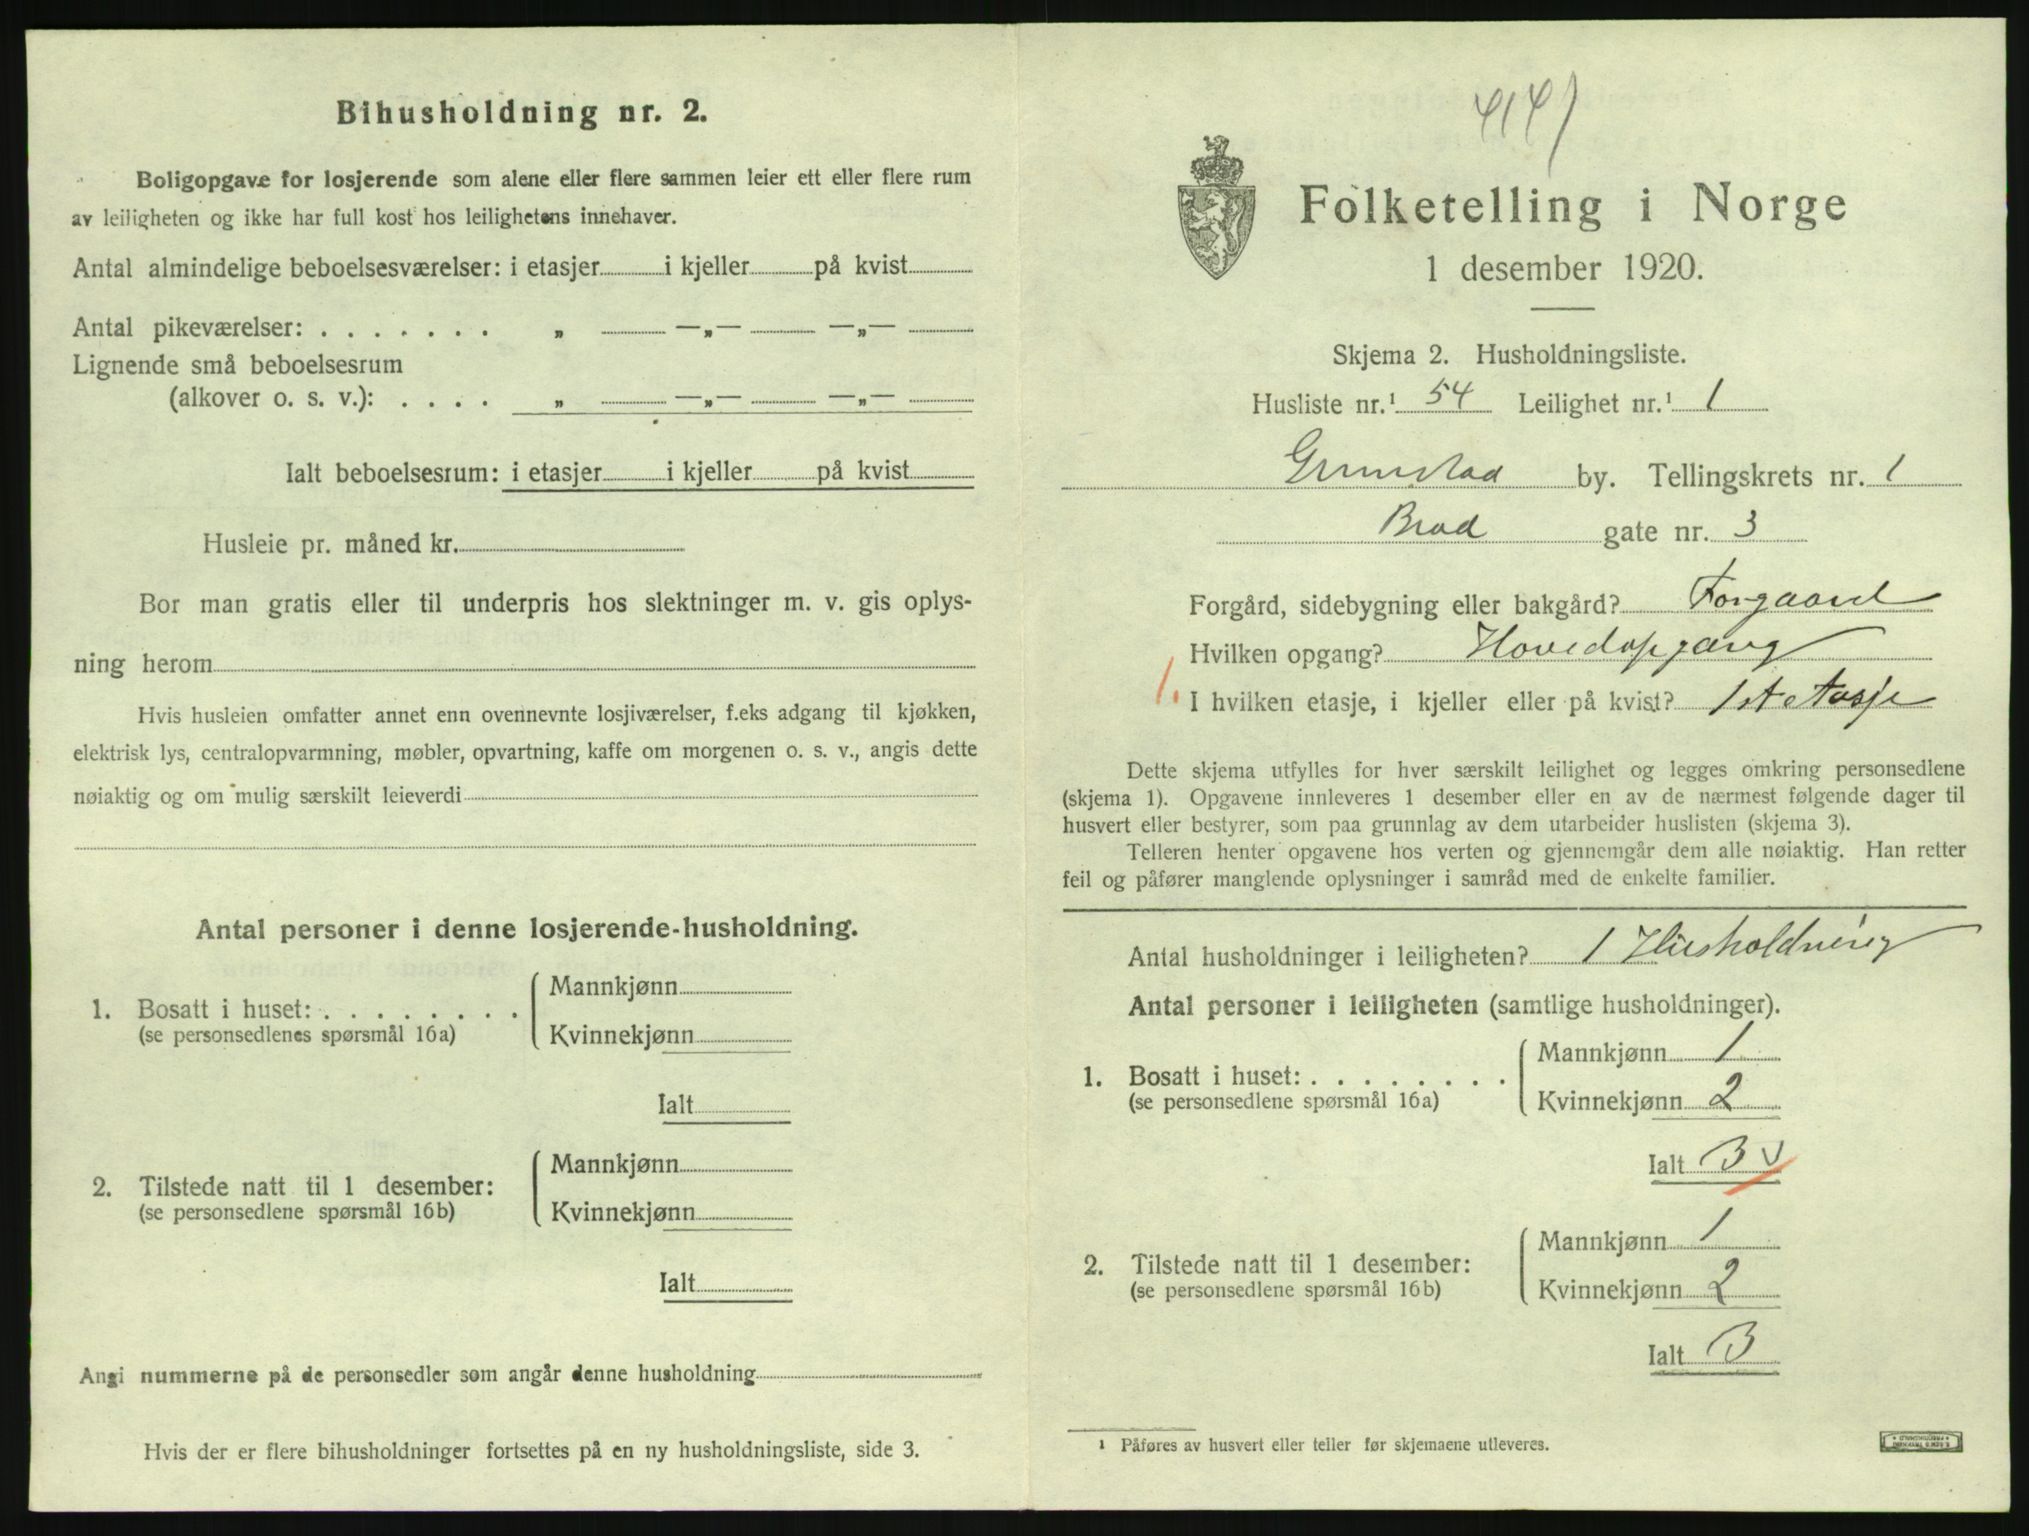 Bihusholdning nr. 2.
Boligopgave for losjerende som alene eller flere sammen leier ett eller flere rum
av leiligheten og ikke har full kost hos leilighetens innehaver.
Antal almindelige beboelsesværelser: i etasjer i kjeller på kvist
Antal pikeværelser: . . . . . . . „ —„— —„—
Lignende små beboelsesrum
(alkover o. s. v.): . . . . „ —„— —„—
Ialt beboelsesrum: i etasjer i kjeller på kvist
Husleie pr. måned kr.
Bor man gratis eller til underpris hos slektninger m. v. gis oplys-
ning herom
Hvis husleien omfatter annet enn ovennevnte losjiværelser, f.eks adgang til kjøkken,
elektrisk lys, centralopvarmning, møbler, opvartning, kaffe om morgenen o. s. v., angis dette
nøiaktig og om mulig særskilt leieverdi
Antal personer i denne losjerende-husholdning.
1. Bosatt i huset: . . . . . . . .
(se personsedlenes spørsmål 16a)
Mannkjønn
Kvinnekjønn
Ialt
2. Tilstede natt til 1 desember:
(se personsedlene spørsmål 16b)
Mannkjønn
Kvinnekjønn
Ialt
Angi nummerne på de personsedler som angår denne husholdning
Hvis der er flere bihusholdninger fortsettes på en ny husholdningsliste, side 3.
Folketelling i Norge
1 desember 1920.
Skjema 2. Husholdningsliste.
Husliste nr.¹ 54 Leilighet nr.¹ 1
Grimstad by. Tellingskrets nr. 1
Brod gate nr. 3
Forgård, sidebygning eller bakgård? Forgaard
Hvilken opgang? Hovedopgang
1. I hvilken etasje, i kjeller eller på kvist? 1st etasje
Dette skjema utfylles for hver særskilt leilighet og legges omkring personsedlene
(skjema 1). Opgavene innleveres 1 desember eller en av de nærmest følgende dager til
husvert eller bestyrer, som paa grunnlag av dem utarbeider huslisten (skjema 3).
Telleren henter opgavene hos verten og gjennemgår dem alle nøiaktig. Han retter
feil og påfører manglende oplysninger i samråd med de enkelte familier.
Antal husholdninger i leiligheten? 1 Husholdning
Antal personer i leiligheten (samtlige husholdninger).
1. Bosatt i huset: . . . . . . . .
(se personsedlene spørsmål 16a)
Mannkjønn 1
Kvinnekjønn 2
Ialt 3 v
2. Tilstede natt til 1 desember:
(se personsedlene spørsmål 16b)
Mannkjønn 1
Kvinnekjønn 2
Ialt 3
¹ Påføres av husvert eller teller før skjemaene utleveres.